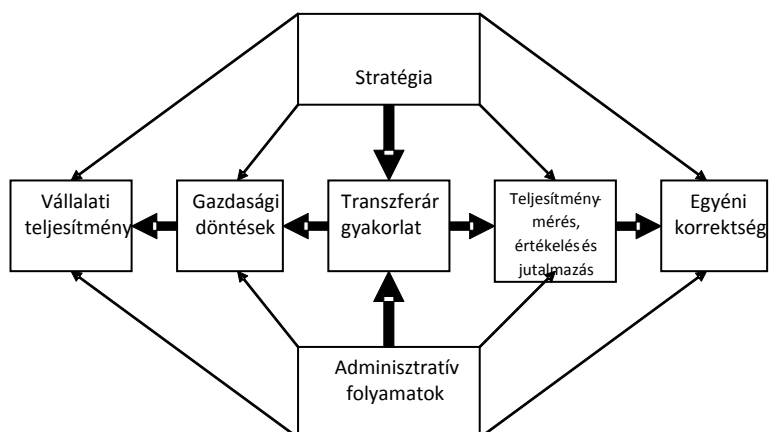 Stratégia
Vállalati
teljesítmény
Gazdasági
döntések
Transzferár
gyakorlat
Teljesítmény-
mérés,
értékelés és
jutalmazás
Egyéni
korrektség
Adminisztratív
folyamatok